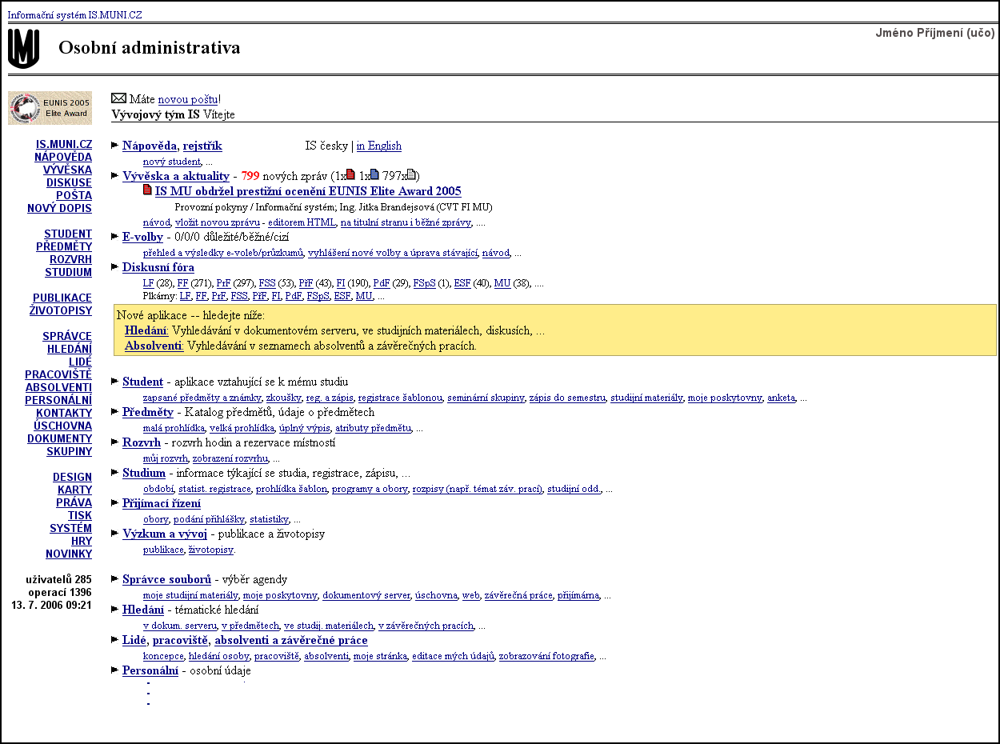 Informační systém IS.MUNI.CZ
Jméno Příjmení (učo)
Osobní administrativa
EUNIS 2005
Elite Award
IS.MUNI.CZ
NÁPOVĚDA
VÝVĚSKA
DISKUSE
POŠTA
NOVÝ DOPIS
STUDENT
PŘEDMĚTY
ROZVRH
STUDIUM
PUBLIKACE
ŽIVOTOPISY
SPRÁVCE
HLEDÁNÍ
LIDÉ
PRACOVIŠTĚ
ABSOLVENTI
PERSONÁLNÍ
KONTAKTY
ÚSCHOVNA
DOKUMENTY
SKUPINY
DESIGN
KARTY
PRÁVA
TISK
SYSTÉM
HRY
NOVINKY
uživatelů 285
operací 1396
13. 7. 2006 09:21
Máte novou poštu!
Vývojový tým IS Vítejte
Nápověda, rejstřík IS česky | in English
nový student, ...
Vývěska a aktuality - 799 nových zpráv (1x 1x 797x)
IS MU obdržel prestižní ocenění EUNIS Elite Award 2005
Provozní pokyny / Informační systém; Ing. Jitka Brandejsová (CVT FI MU)
návod, vložit novou zprávu - editorem HTML, na titulní stranu i běžné zprávy, ....
E-volby - 0/0/0 důležité/běžné/cizí
přehled a výsledky e-voleb/průzkumů, vyhlášení nové volby a úprava stávající, návod, ...
Diskusní fóra
LF (28), FF (271), PrF (297), FSS (53), PřF (43), FI (190), PdF (29), FSpS (1), ESF (40), MU (38), ....
Plkárny: LF, FF, PrF, FSS, PřF, FI, PdF, FSpS, ESF, MU, ...
Nové aplikace -- hledejte níže:
Hledání: Vyhledávání v dokumentovém serveru, ve studijních materiálech, diskusích, ...
Absolventi: Vyhledávání v seznamech absolventů a závěrečných pracích.
Student - aplikace vztahující se k mému studiu
zapsané předměty a známky, zkoušky, reg. a zápis, registrace šablonou, seminární skupiny, zápis do semestru, studijní materiály, moje poskytovny, anketa, ...
Předměty - Katalog předmětů, údaje o předmětech
malá prohlídka, velká prohlídka, úplný výpis, atributy předmětu, ...
Rozvrh - rozvrh hodin a rezervace místností
můj rozvrh, zobrazení rozvrhu, ...
Studium - informace týkající se studia, registrace, zápisu, ...
období, statist. registrace, prohlídka šablon, programy a obory, rozpisy (např. témat záv. prací), studijní odd., ...
Přijímací řízení
obory, podání přihlášky, statistiky, ...
Výzkum a vývoj - publikace a životopisy
publikace, životopisy.
Správce souborů - výběr agendy
moje studijní materiály, moje poskytovny, dokumentový server, úschovna, web, závěrečná práce, přijímárna, ...
Hledání - tématické hledání
v dokum. serveru, v předmětech, ve studij. materiálech, v závěrečných pracích, ...
Lidé, pracoviště, absolventi a závěrečné práce
koncepce, hledání osoby, pracoviště, absolventi, moje stránka, editace mých údajů, zobrazování fotografie, ...
Personální - osobní údaje